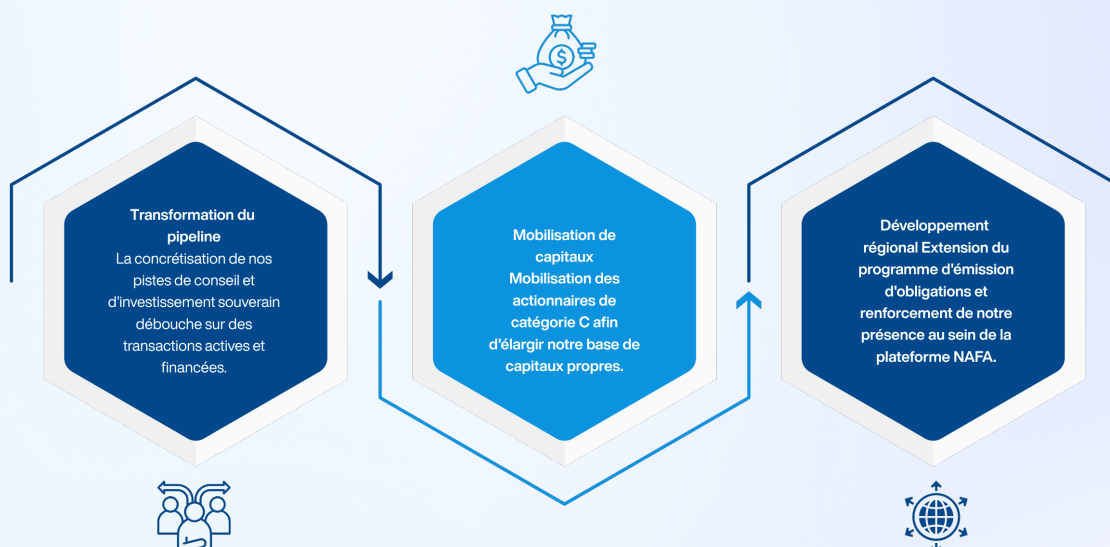 Transformation du
pipeline
La concrétisation de nos
pistes de conseil et
d'investissement souverain
débouche sur des
transactions actives et
financées.
$
Mobilisation de
capitaux
Mobilisation des
actionnaires de
catégorie C afin
d'élargir notre base de
capitaux propres.
Développement
régional Extension du
programme d'émission
d'obligations et
renforcement de notre
présence au sein de la
plateforme NAFA.